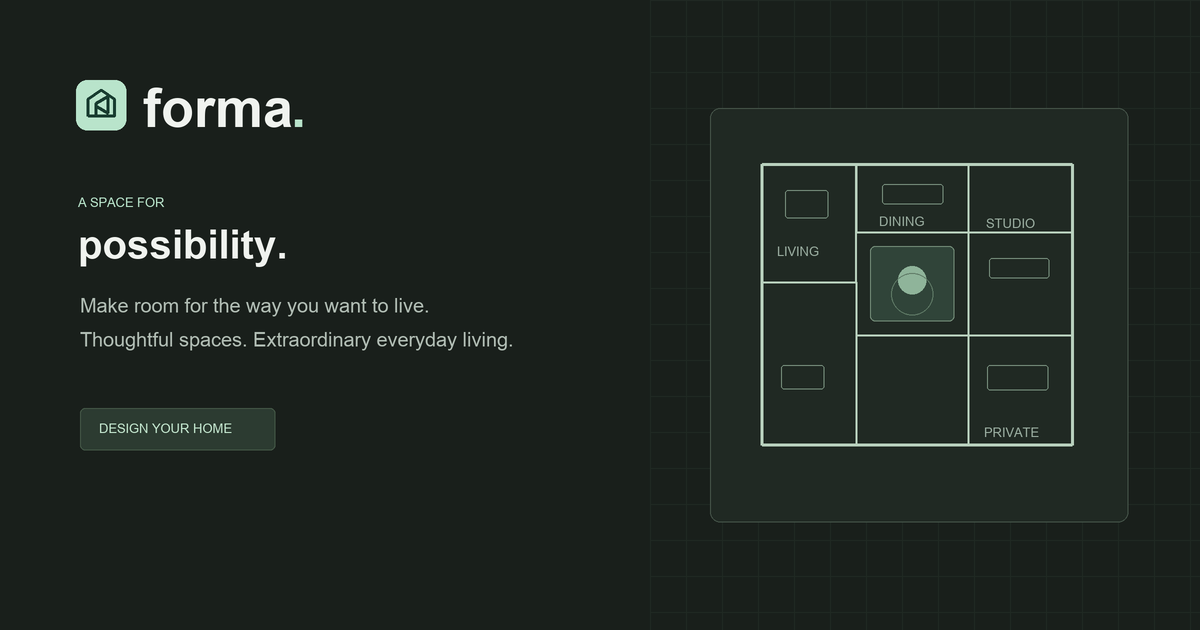 forma.
A SPACE FOR
possibility.
Make room for the way you want to live.
Thoughtful spaces. Extraordinary everyday living.
DESIGN YOUR HOME
DINING
STUDIO
LIVING
PRIVATE